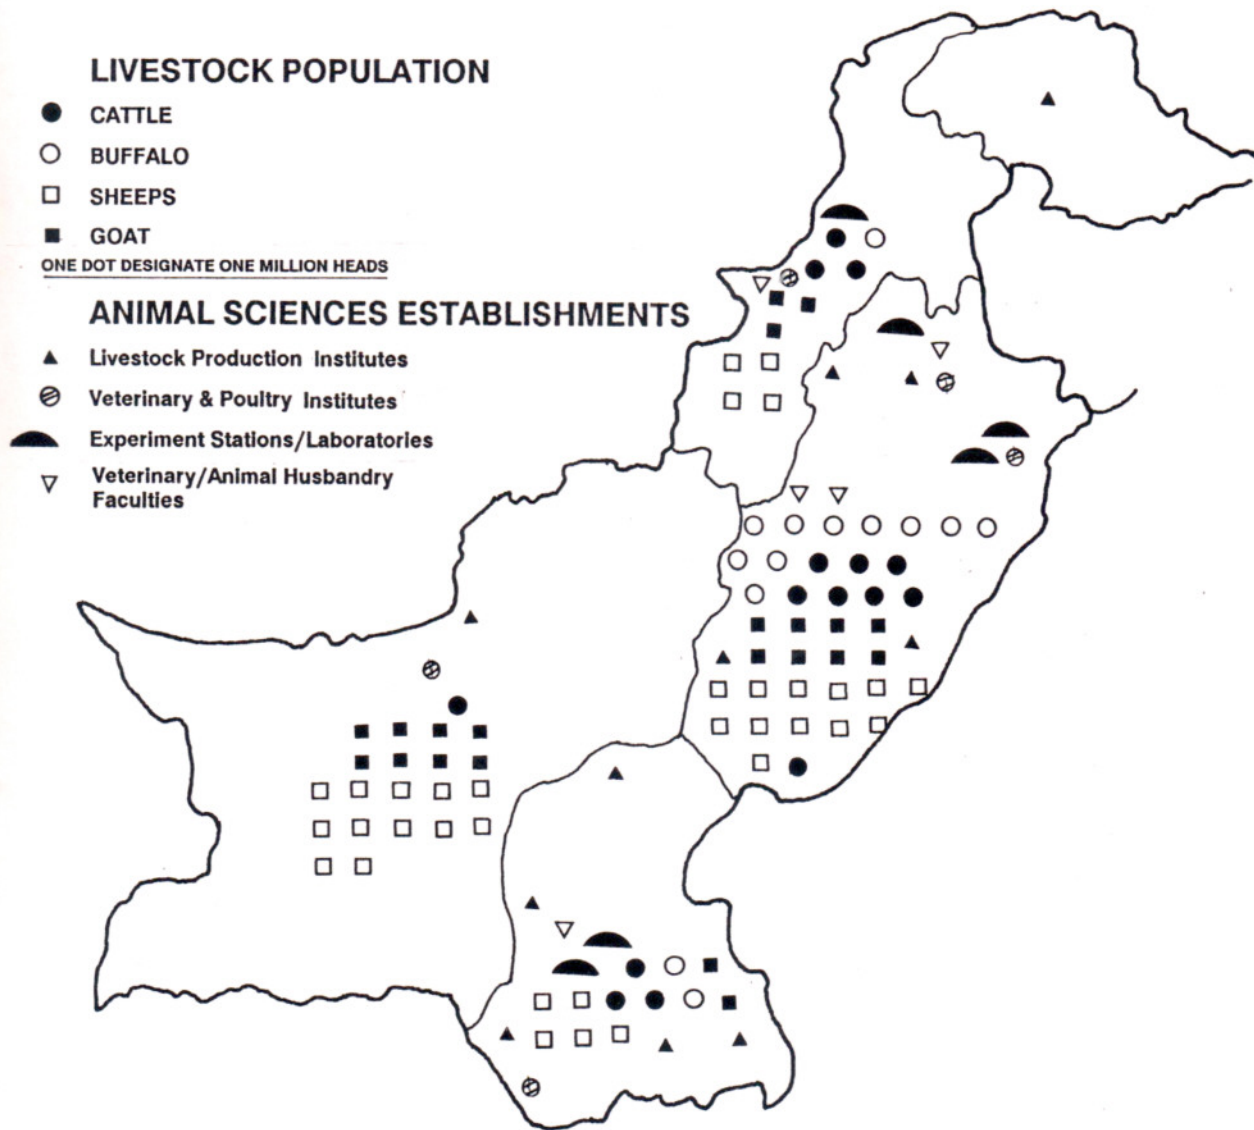 LIVESTOCK POPULATION
CATTLE
BUFFALO
SHEEPS
GOAT
ONE DOT DESIGNATE ONE MILLION HEADS
ANIMAL SCIENCES ESTABLISHMENTS
Livestock Production Institutes
Veterinary & Poultry Institutes
Experiment Stations/Laboratories
Veterinary/Animal Husbandry
Faculties